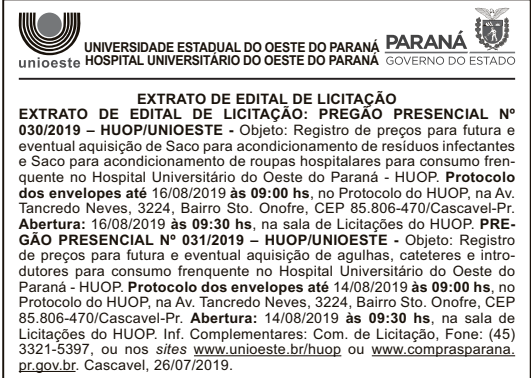 unioeste
UNIVERSIDADE ESTADUAL DO OESTE DO PARANÁ
HOSPITAL UNIVERSITÁRIO DO OESTE DO PARANÁ
PARANÁ
GOVERNO DO ESTADO
EXTRATO DE EDITAL DE LICITAÇÃO
EXTRATO DE EDITAL DE LICITAÇÃO: PREGÃO PRESENCIAL Nº
030/2019 – HUOP/UNIOESTE - Objeto: Registro de preços para futura e
eventual aquisição de Saco para acondicionamento de resíduos infectantes
e Saco para acondicionamento de roupas hospitalares para consumo fren-
quente no Hospital Universitário do Oeste do Paraná - HUOP. Protocolo
dos envelopes até 16/08/2019 às 09:00 hs, no Protocolo do HUOP, na Av.
Tancredo Neves, 3224, Bairro Sto. Onofre, CEP 85.806-470/Cascavel-Pr.
Abertura: 16/08/2019 às 09:30 hs, na sala de Licitações do HUOP. PRE-
GÃO PRESENCIAL Nº 031/2019 – HUOP/UNIOESTE - Objeto: Registro
de preços para futura e eventual aquisição de agulhas, cateteres e intro-
dutores para consumo frenquente no Hospital Universitário do Oeste do
Paraná - HUOP. Protocolo dos envelopes até 14/08/2019 às 09:00 hs, no
Protocolo do HUOP, na Av. Tancredo Neves, 3224, Bairro Sto. Onofre, CEP
85.806-470/Cascavel-Pr. Abertura: 14/08/2019 às 09:30 hs, na sala de
Licitações do HUOP. Inf. Complementares: Com. de Licitação, Fone: (45)
3321-5397, ou nos sites www.unioeste.br/huop ou www.comprasparana.
pr.gov.br. Cascavel, 26/07/2019.